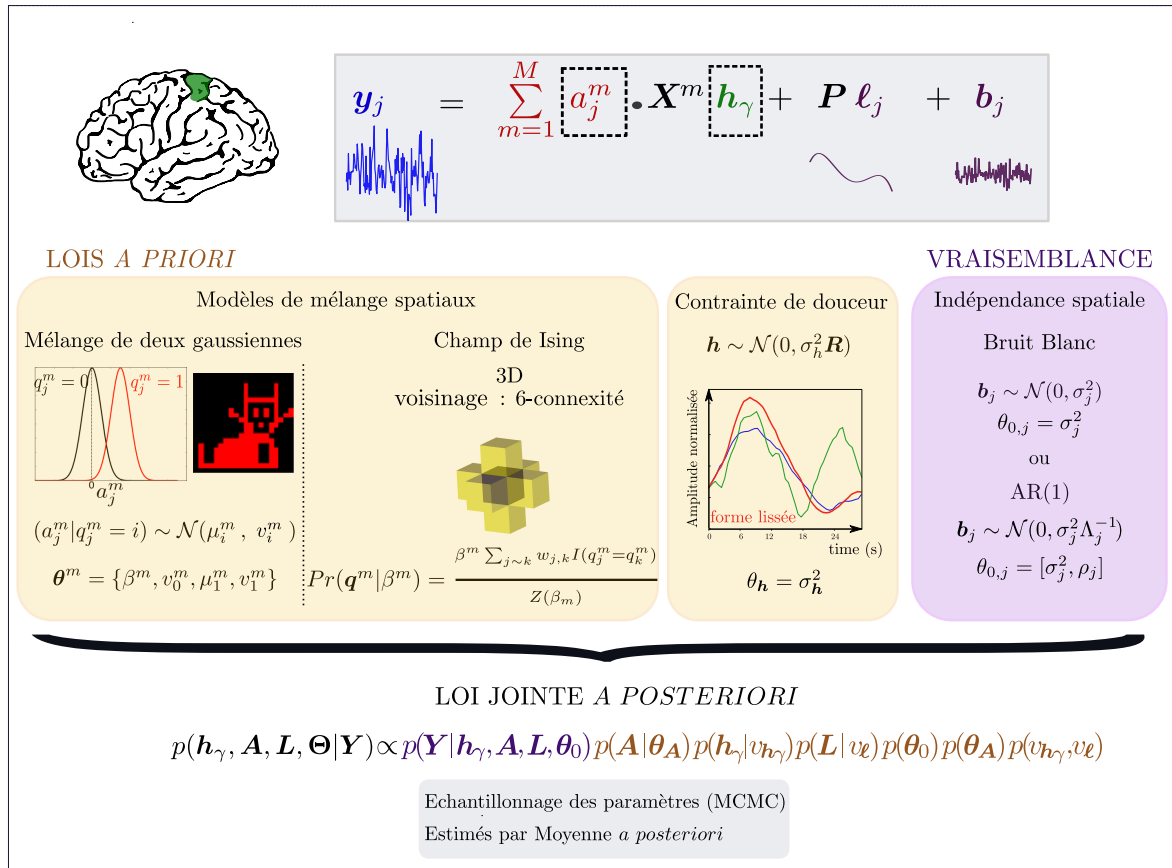 y_j = ∑_{m=1}^{M} a_j^m . X^m h_γ + P ℓ_j + b_j
LOIS A PRIORI
VRAISEMBLANCE
Modèles de mélange spatiaux
Mélange de deux gaussiennes
q_j^m = 0
q_j^m = 1
0
a_j^m
(a_j^m|q_j^m = i) ∼ N(μ_i^m , v_i^m )
θ^m = {β^m, v_0^m, μ_1^m, v_1^m}
Champ de Ising
3D
voisinage : 6-connexité
Pr(q^m|β^m) = β^m ∑_{j∼k} w_{j,k} I(q_j^m=q_k^m) / Z(β_m)
Contrainte de douceur
h ∼ N(0, σ_h^2 R)
Amplitude normalisée
forme lissée
0 6 12 18 24 30
time (s)
θ_h = σ_h^2
Indépendance spatiale
Bruit Blanc
b_j ∼ N(0, σ_j^2)
θ_{0,j} = σ_j^2
ou
AR(1)
b_j ∼ N(0, σ_j^2 Λ_j^{-1})
θ_{0,j} = [σ_j^2, ρ_j]
LOI JOINTE A POSTERIORI
p(h_γ, A, L, Θ|Y) ∝ p(Y|h_γ, A, L, θ_0) p(A|θ_A) p(h_γ|v_{h_γ}) p(L|v_ℓ) p(θ_0) p(θ_A) p(v_{h_γ}, v_ℓ)
Echantillonnage des paramètres (MCMC)
Estimés par Moyenne a posteriori